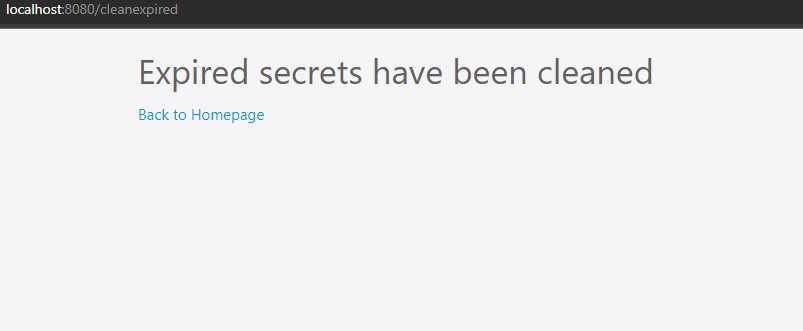 localhost:8080/cleanexpired
Expired secrets have been cleaned
Back to Homepage